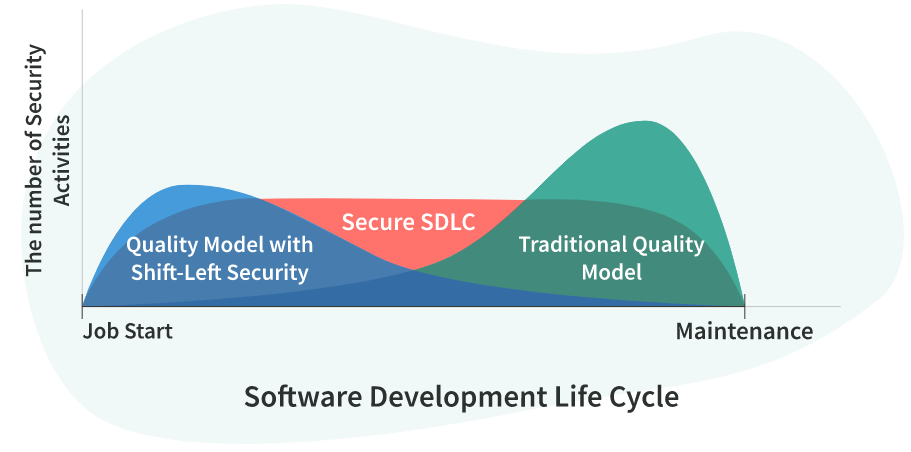 The number of Security
Activities
Secure SDLC
Quality Model with
Shift-Left Security
Traditional Quality
Model
Job Start
Maintenance
Software Development Life Cycle